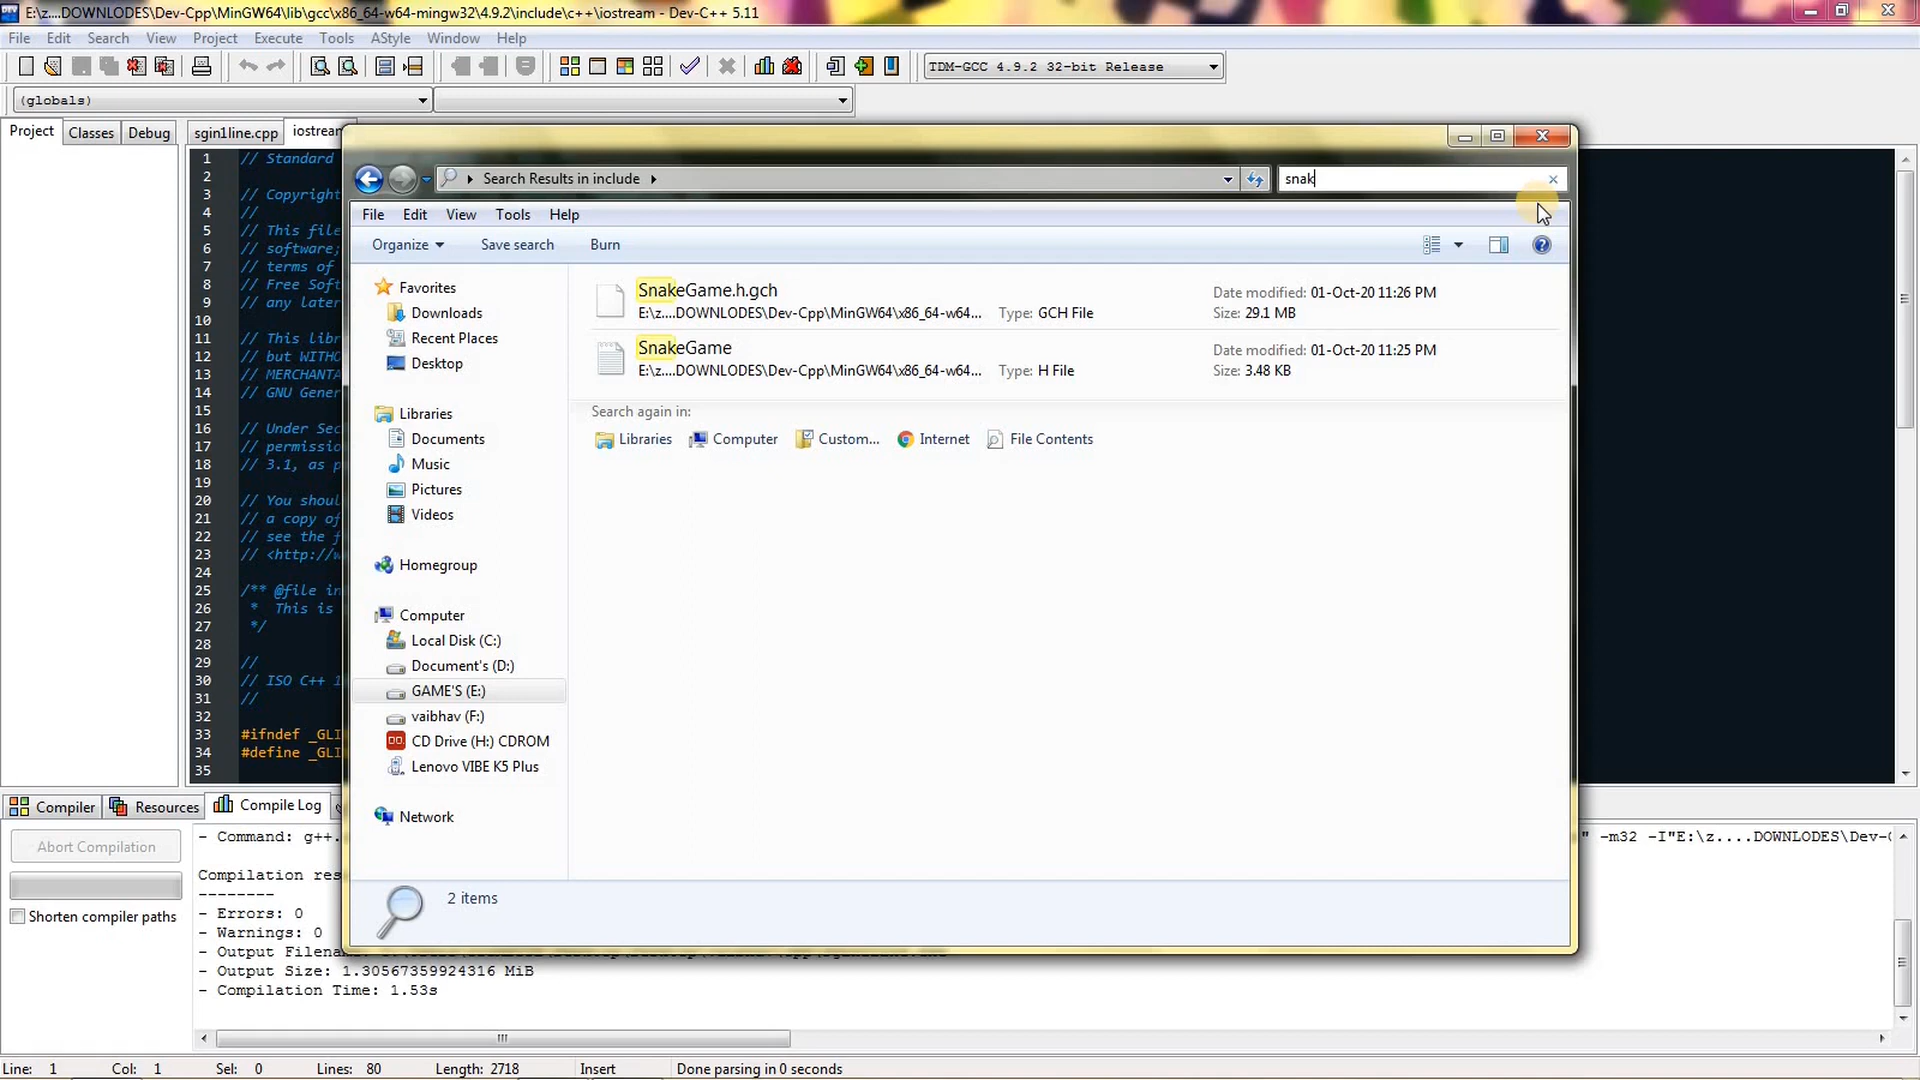 E:\z....DOWNLODES\Dev-Cpp\MinGW64\lib\gcc\x86_64-w64-mingw32\4.9.2\include\c++\iostream - Dev-C++ 5.11
File Edit Search View Project Execute Tools AStyle Window Help
TDM-GCC 4.9.2 32-bit Release
(globals)
Project Classes Debug sgin1line.cpp iostream
Search Results in include snak
File Edit View Tools Help
Organize Save search Burn
Favorites
Downloads
Recent Places
Desktop
Libraries
Documents
Music
Pictures
Videos
Homegroup
Computer
Local Disk (C:)
Document's (D:)
GAME'S (E:)
vaibhav (F:)
CD Drive (H:) CDROM
Lenovo VIBE K5 Plus
Network
SnakeGame.h.gch Date modified: 01-Oct-20 11:26 PM
E:\z....DOWNLODES\Dev-Cpp\MinGW64\x86_64-w64... Type: GCH File Size: 29.1 MB
SnakeGame Date modified: 01-Oct-20 11:25 PM
E:\z....DOWNLODES\Dev-Cpp\MinGW64\x86_64-w64... Type: H File Size: 3.48 KB
Search again in:
Libraries Computer Custom... Internet File Contents
2 items
1 // Standard
2
3 // Copyright
4 //
5 // This file
6 // software;
7 // terms of
8 // Free Soft
9 // any later
10
11 // This libr
12 // but WITHO
13 // MERCHANTA
14 // GNU Gener
15
16 // Under Sec
17 // permissio
18 // 3.1, as p
19
20 // You shoul
21 // a copy of
22 // see the f
23 // <http://w
24
25 /** @file in
26 * This is
27 */
28
29 //
30 // ISO C++ 1
31 //
32
33 #ifndef _GLI
34 #define _GLI
35
Compiler Resources Compile Log
Abort Compilation
Shorten compiler paths
- Command: g++. " -m32 -I"E:\z....DOWNLODES\Dev-C
Compilation res
--------
- Errors: 0
- Warnings: 0
- Output Filename
- Output Size: 1.30567359924316 MiB
- Compilation Time: 1.53s
Line: 1 Col: 1 Sel: 0 Lines: 80 Length: 2718 Insert Done parsing in 0 seconds